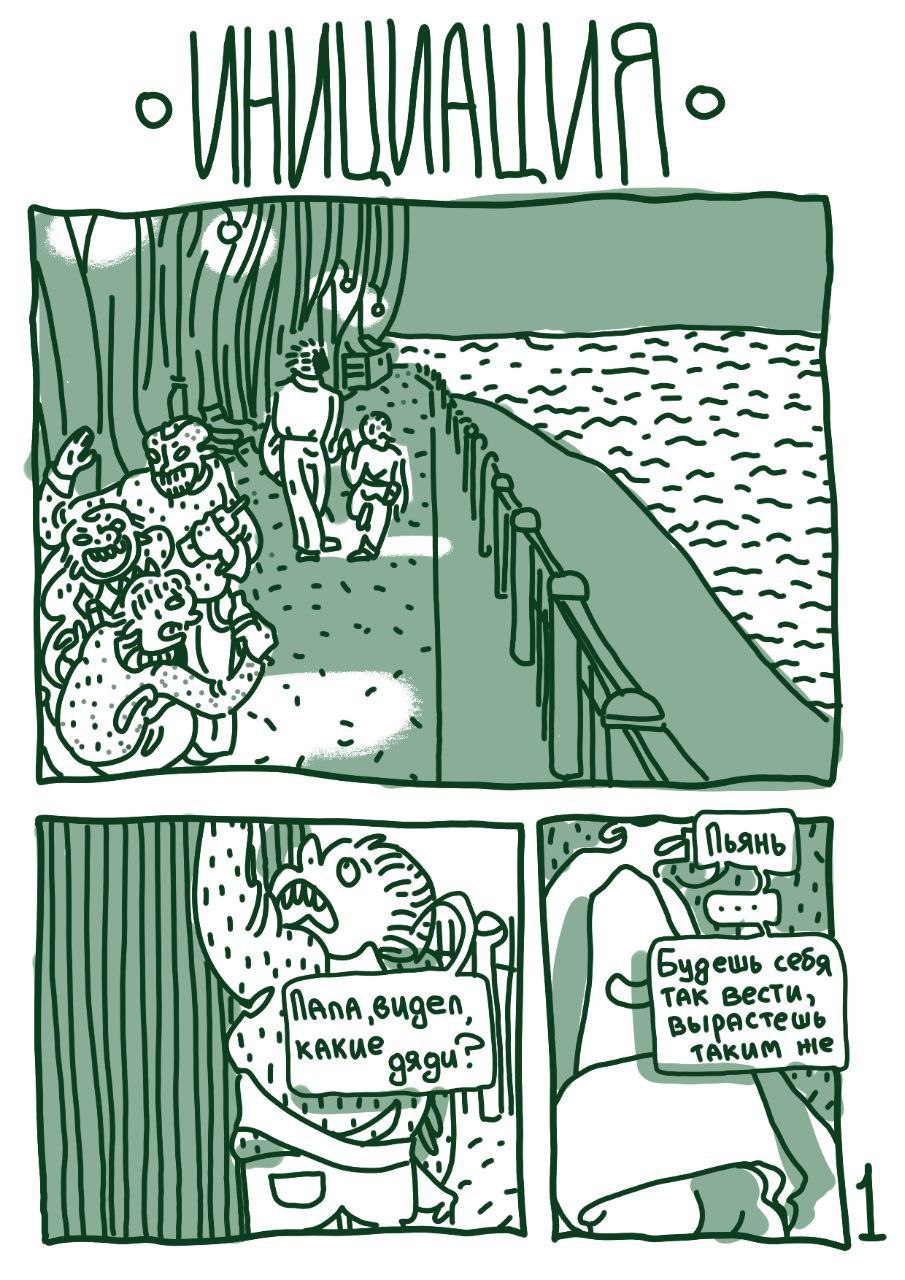 ИНИЦИАЦИЯ
Папа, видел,
какие
дяди?
Пьянь
...
Будешь себя
так вести,
вырастешь
таким же
1